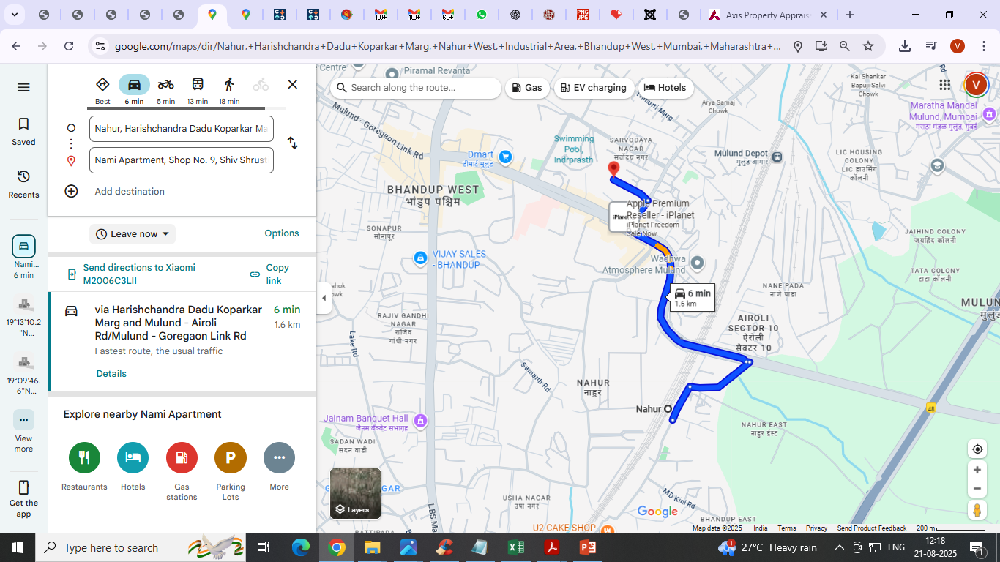 100+
100+
60+
Axis Property Appraisa
google.com/maps/dir/Nahur,+Harishchandra+Dadu+Koparkar+Marg,+Nahur+West,+Industrial+Area,+Bhandup+West,+Mumbai,+Maharashtra+...
V
Saved
Recents
Nami...
6 min
19°13'10.2
"N...
19°09'46.
6"N...
View
more
Get the
app
Best
6 min
5 min
13 min
18 min
Nahur, Harishchandra Dadu Koparkar Ma
Nami Apartment, Shop No. 9, Shiv Shrust
Add destination
Leave now
Options
Send directions to Xiaomi
M2006C3LII
Copy
link
via Harishchandra Dadu Koparkar
Marg and Mulund - Airoli
Rd/Mulund - Goregaon Link Rd
6 min
1.6 km
Fastest route, the usual traffic
Details
Explore nearby Nami Apartment
Restaurants
Hotels
Gas
stations
P
Parking
Lots
More
Centre
Piramal Revanta
Search along the route...
Gas
EV charging
Hotels
V
Mulund - Goregaon Link Rd
Arya Samaj
Chowk
Kai Shankar
Bapuji Salvi
Chowk
Rd
Maratha Mandal
Mulund, Mumbai
मराठा मंडळ मुलुंड, मुंबई
Swimming
Pool,
Indrprasth
SARVODAYA
NAGAR
सर्वोदय नगर
Dmart
डीमार्ट मुलुंड
Mulund Depot
मुलुंड आगार
LIC HOUSING
COLONY
LIC हाउसिंग
कॉलनी
BHANDUP WEST
भांडुप पश्चिम
Apple Premium
Reseller - iPlanet
iPlanet Freedom
Sale Now
SONAPUR
सोनापुर
JAIHIND COLONY
जयहिंद कॉलनी
VIJAY SALES
- BHANDUP
Wadhwa
Atmosphere Mulund
TATA COLONY
टाटा कॉलनी
NANE PADA
नाणे पाडा
6 min
1.6 km
RAJIV GANDHI
NAGAR
राजिव
गांधी नगर
AIROLI
SECTOR 10
ऐरोली
सेक्टर 10
Lake Rd
Samarth Rd
NAHUR
नाहुर
Nahur
48
Jainam Banquet Hall
जैनम बँक्वेट सभागृह
NAHUR EAST
नाहुर ईस्ट
SADAN WADI
सदन वाडी
Layers
USHA NAGAR
उषा नगर
MD Kini Rd
Google
BHANDUP EAST
U2 CAKE SHOP
Map data ©2025
India
Terms
Privacy
Send Product Feedback
200 m
Type here to search
27°C
Heavy rain
ENG
12:18
21-08-2025
1